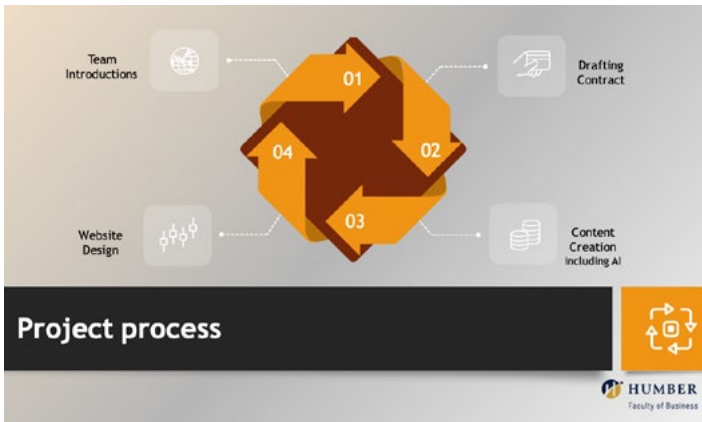 Team
Introductions
01
Drafting
Contract
02
04
03
Website
Design
Content
Creation
including AI
Project process
HUMBER
Faculty of Business